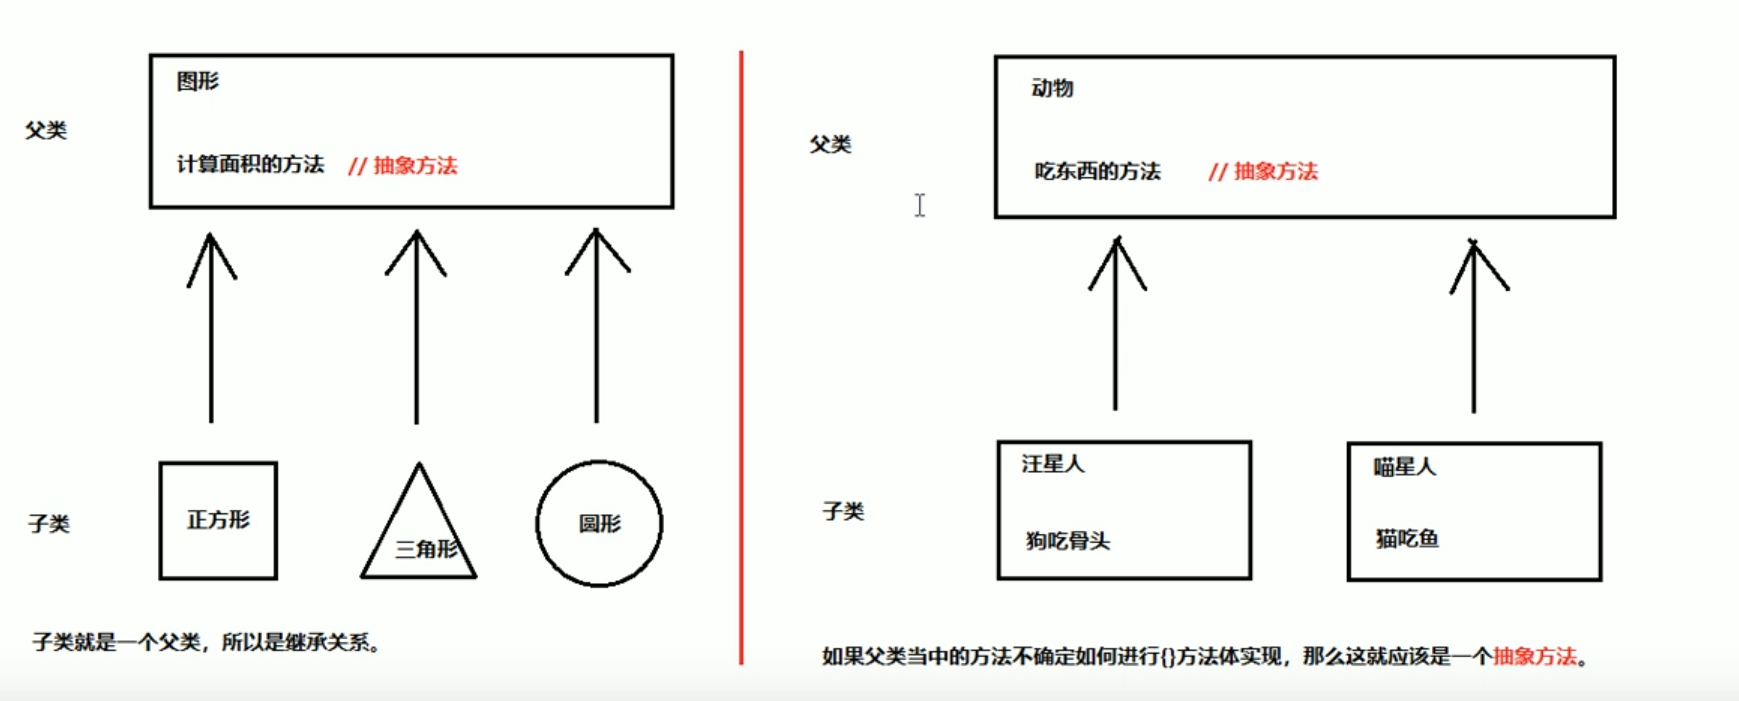 图形
父类
计算面积的方法 // 抽象方法
正方形
三角形
圆形
子类
子类就是一个父类，所以是继承关系。
动物
父类
吃东西的方法 // 抽象方法
汪星人
狗吃骨头
喵星人
猫吃鱼
子类
如果父类当中的方法不确定如何进行{}方法体实现，那么这就应该是一个抽象方法。